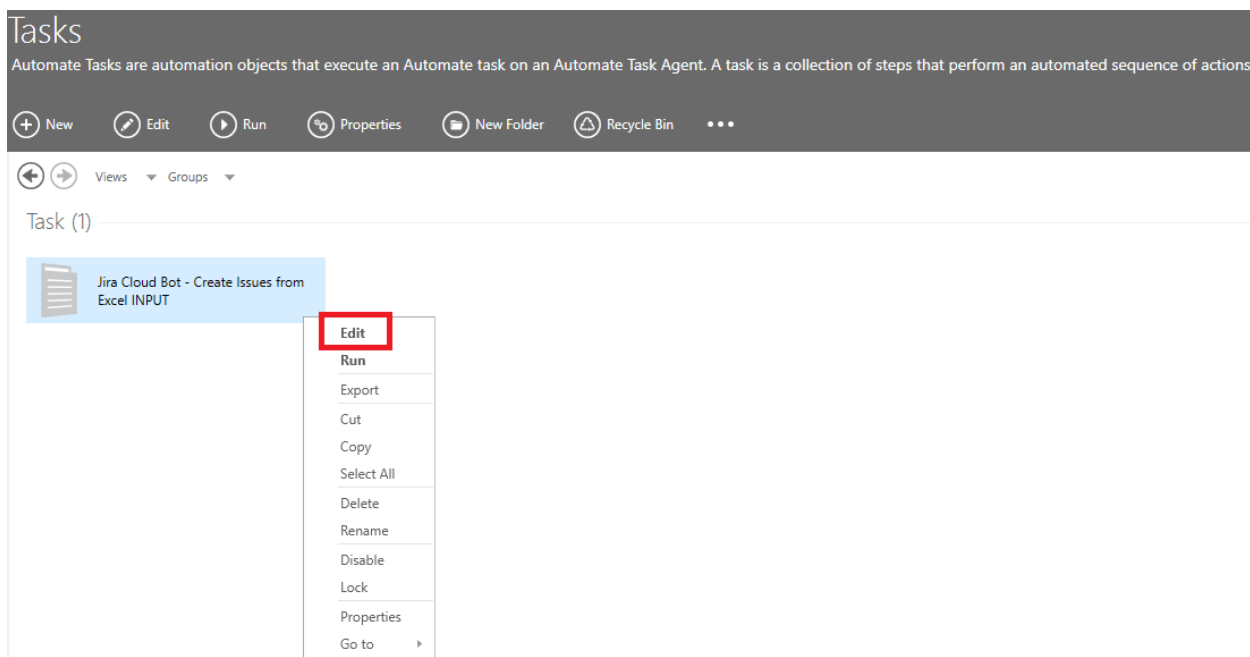 Tasks
Automate Tasks are automation objects that execute an Automate task on an Automate Task Agent. A task is a collection of steps that perform an automated sequence of actions
New Edit Run Properties New Folder Recycle Bin •••
Views Groups
Task (1)
Jira Cloud Bot - Create Issues from
Excel INPUT
Edit
Run
Export
Cut
Copy
Select All
Delete
Rename
Disable
Lock
Properties
Go to